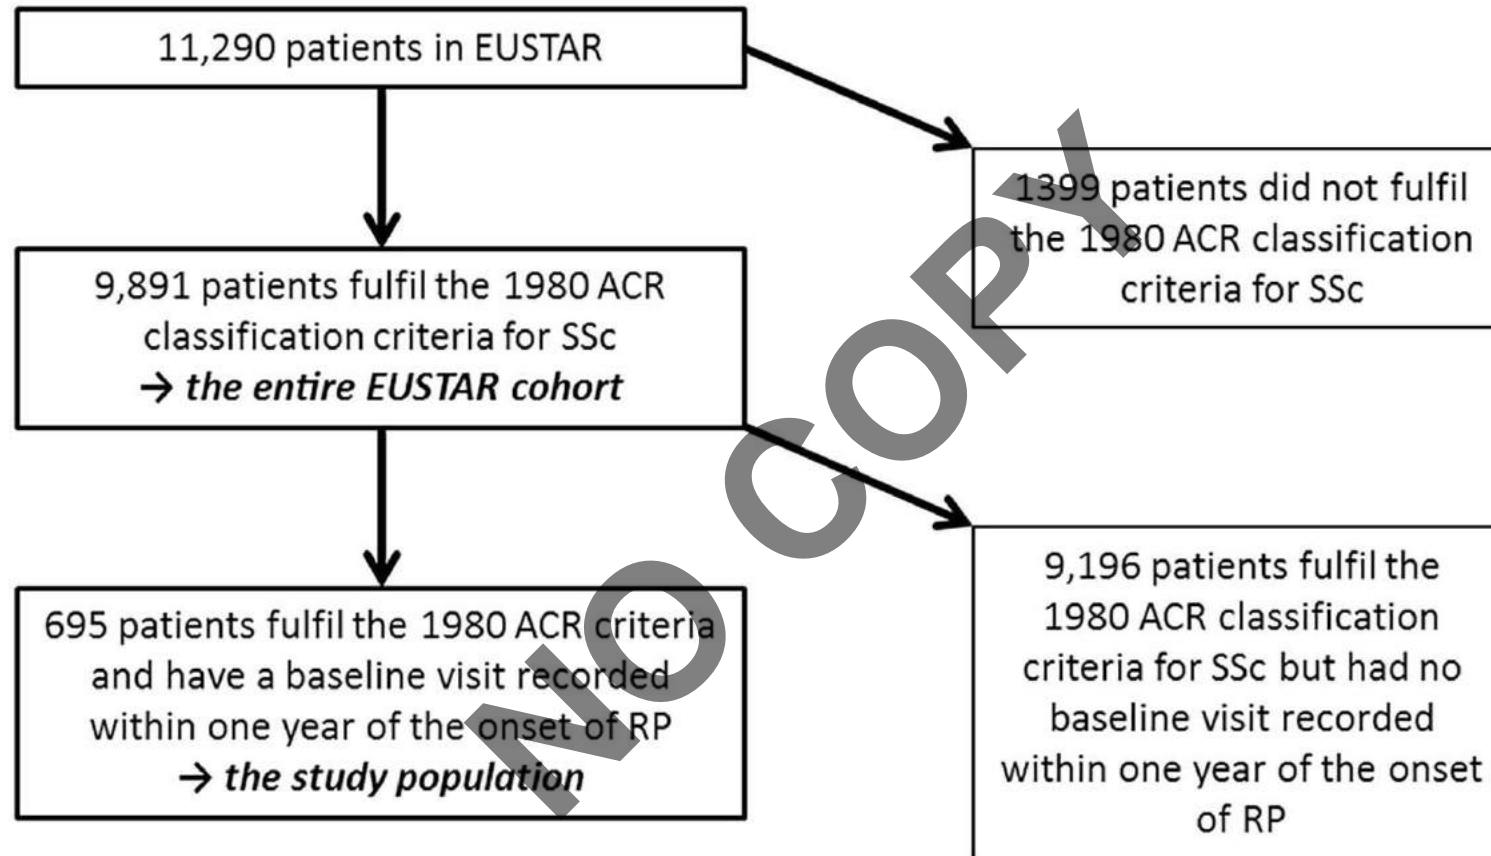 11,290 patients in EUSTAR
1399 patients did not fulfil
the 1980 ACR classification
criteria for SSc
9,891 patients fulfil the 1980 ACR
classification criteria for SSc
→ the entire EUSTAR cohort
695 patients fulfil the 1980 ACR criteria
and have a baseline visit recorded
within one year of the onset of RP
→ the study population
9,196 patients fulfil the
1980 ACR classification
criteria for SSc but had no
baseline visit recorded
within one year of the onset
of RP
NO COPY